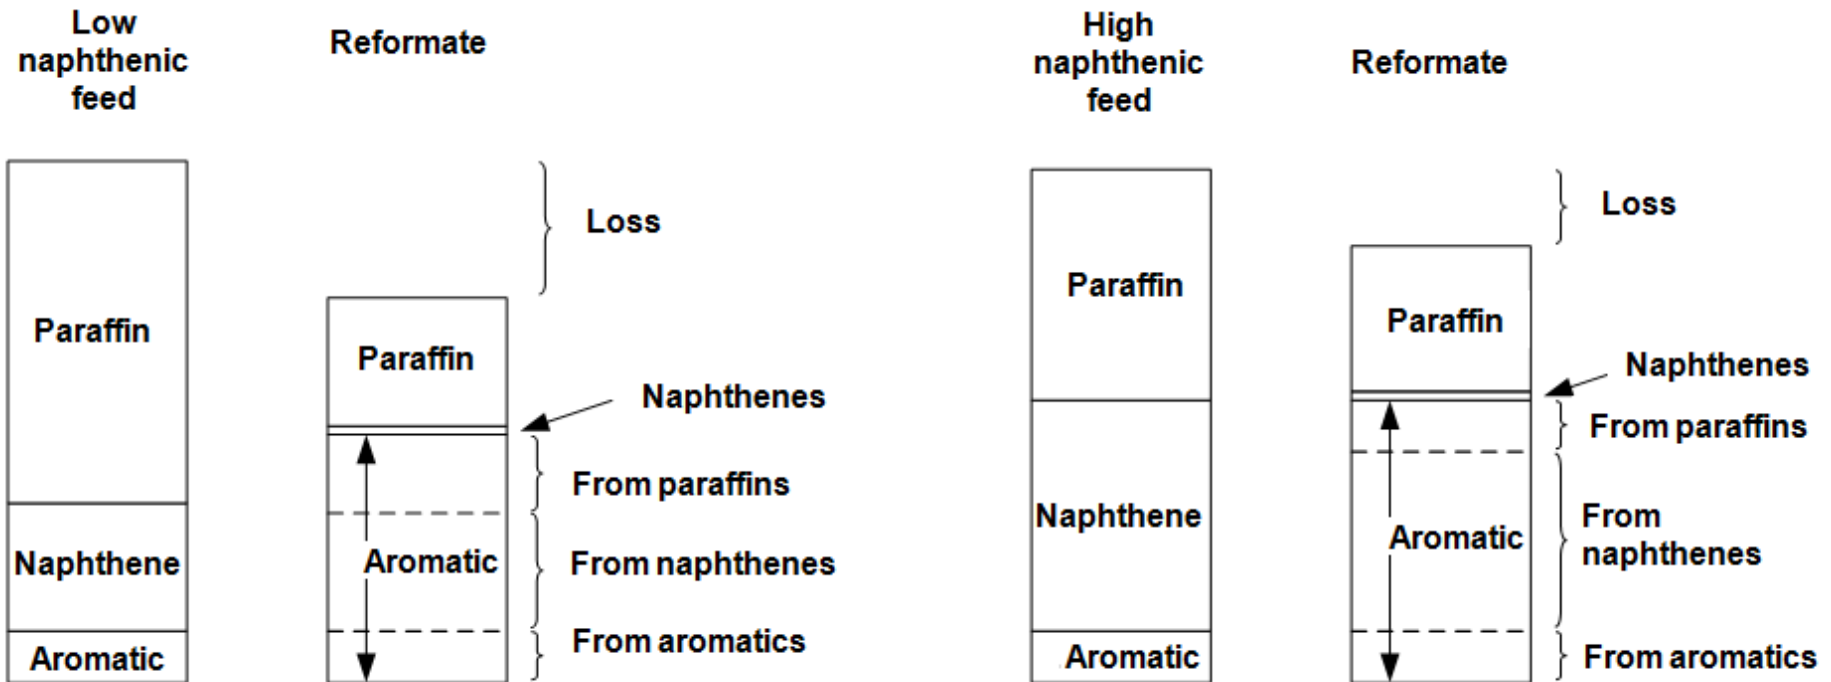 Low
naphthenic
feed
Reformate
Loss
Paraffin
Paraffin
Naphthenes
From paraffins
Naphthene
Aromatic
From naphthenes
Aromatic
From aromatics
High
naphthenic
feed
Reformate
Loss
Paraffin
Paraffin
Naphthenes
From paraffins
Naphthene
Aromatic
From
naphthenes
Aromatic
From aromatics